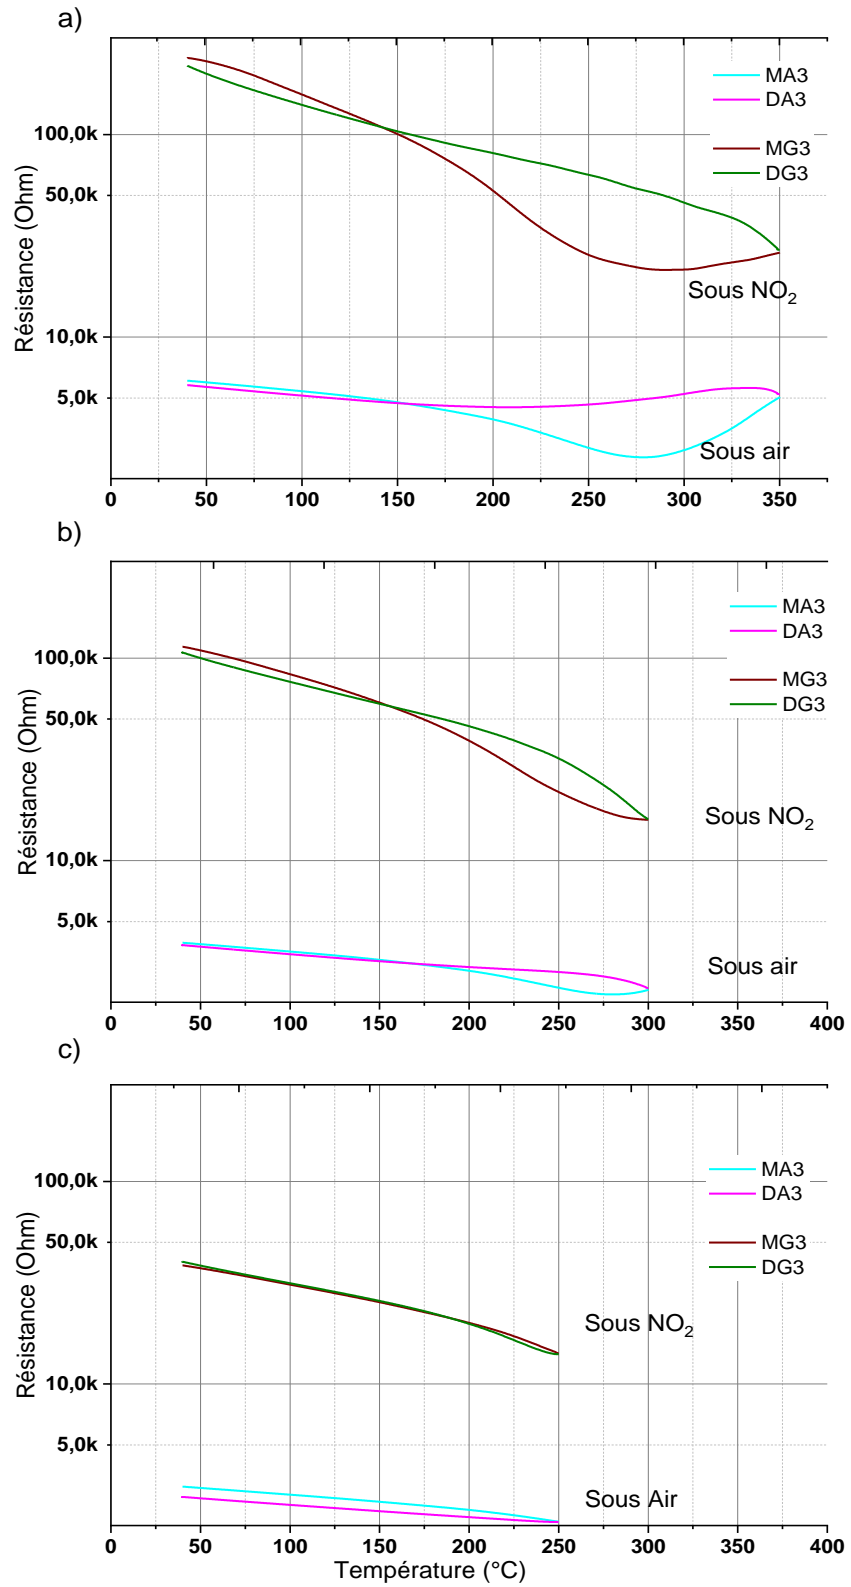 a)
MA3
DA3
MG3
DG3
100,0k
50,0k
10,0k
5,0k
Résistance (Ohm)
Sous NO2
Sous air
0 50 100 150 200 250 300 350
b)
MA3
DA3
MG3
DG3
100,0k
50,0k
10,0k
5,0k
Résistance (Ohm)
Sous NO2
Sous air
0 50 100 150 200 250 300 350 400
c)
MA3
DA3
MG3
DG3
100,0k
50,0k
10,0k
5,0k
Résistance (Ohm)
Sous NO2
Sous Air
0 50 100 150 200 250 300 350 400
Température (°C)